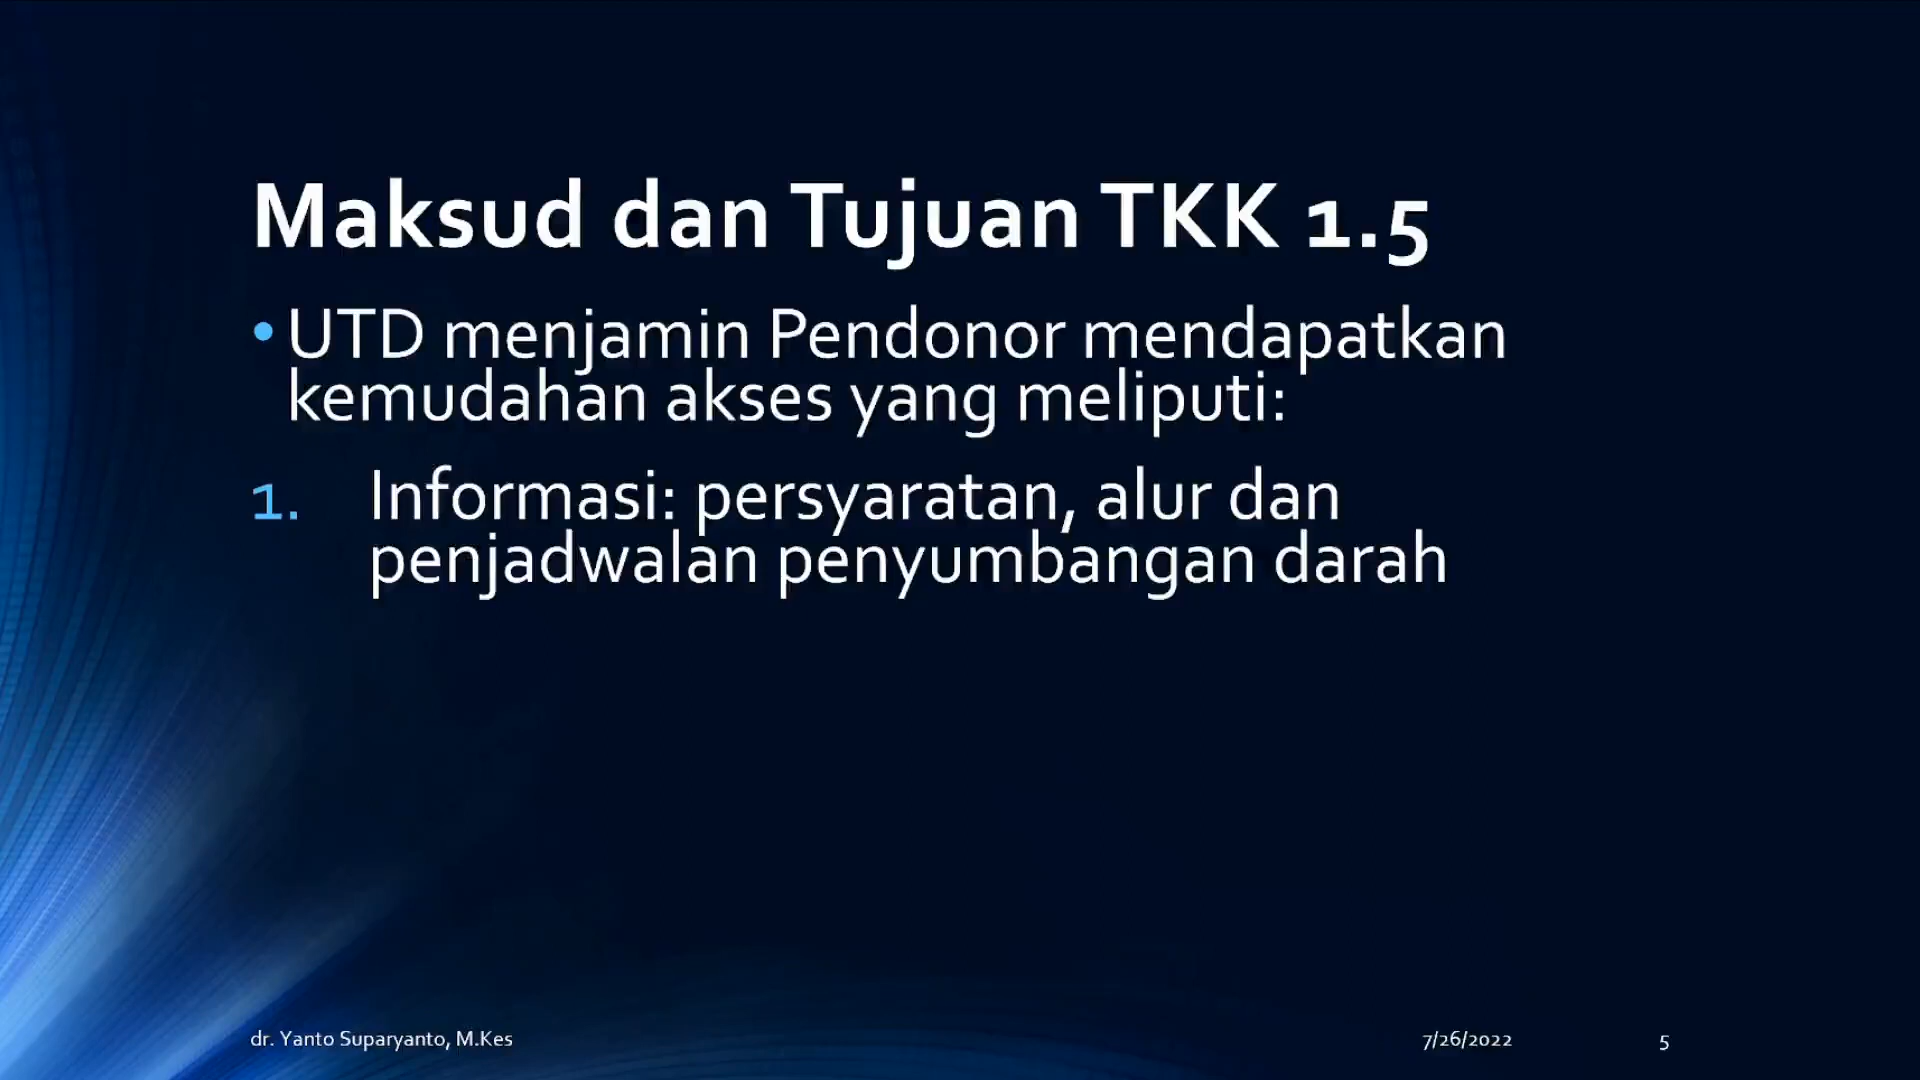 Maksud dan Tujuan TKK 1.5
• UTD menjamin Pendonor mendapatkan
kemudahan akses yang meliputi:
1. Informasi: persyaratan, alur dan
penjadwalan penyumbangan darah
dr. Yanto Suparyanto, M.Kes 7/26/2022 5